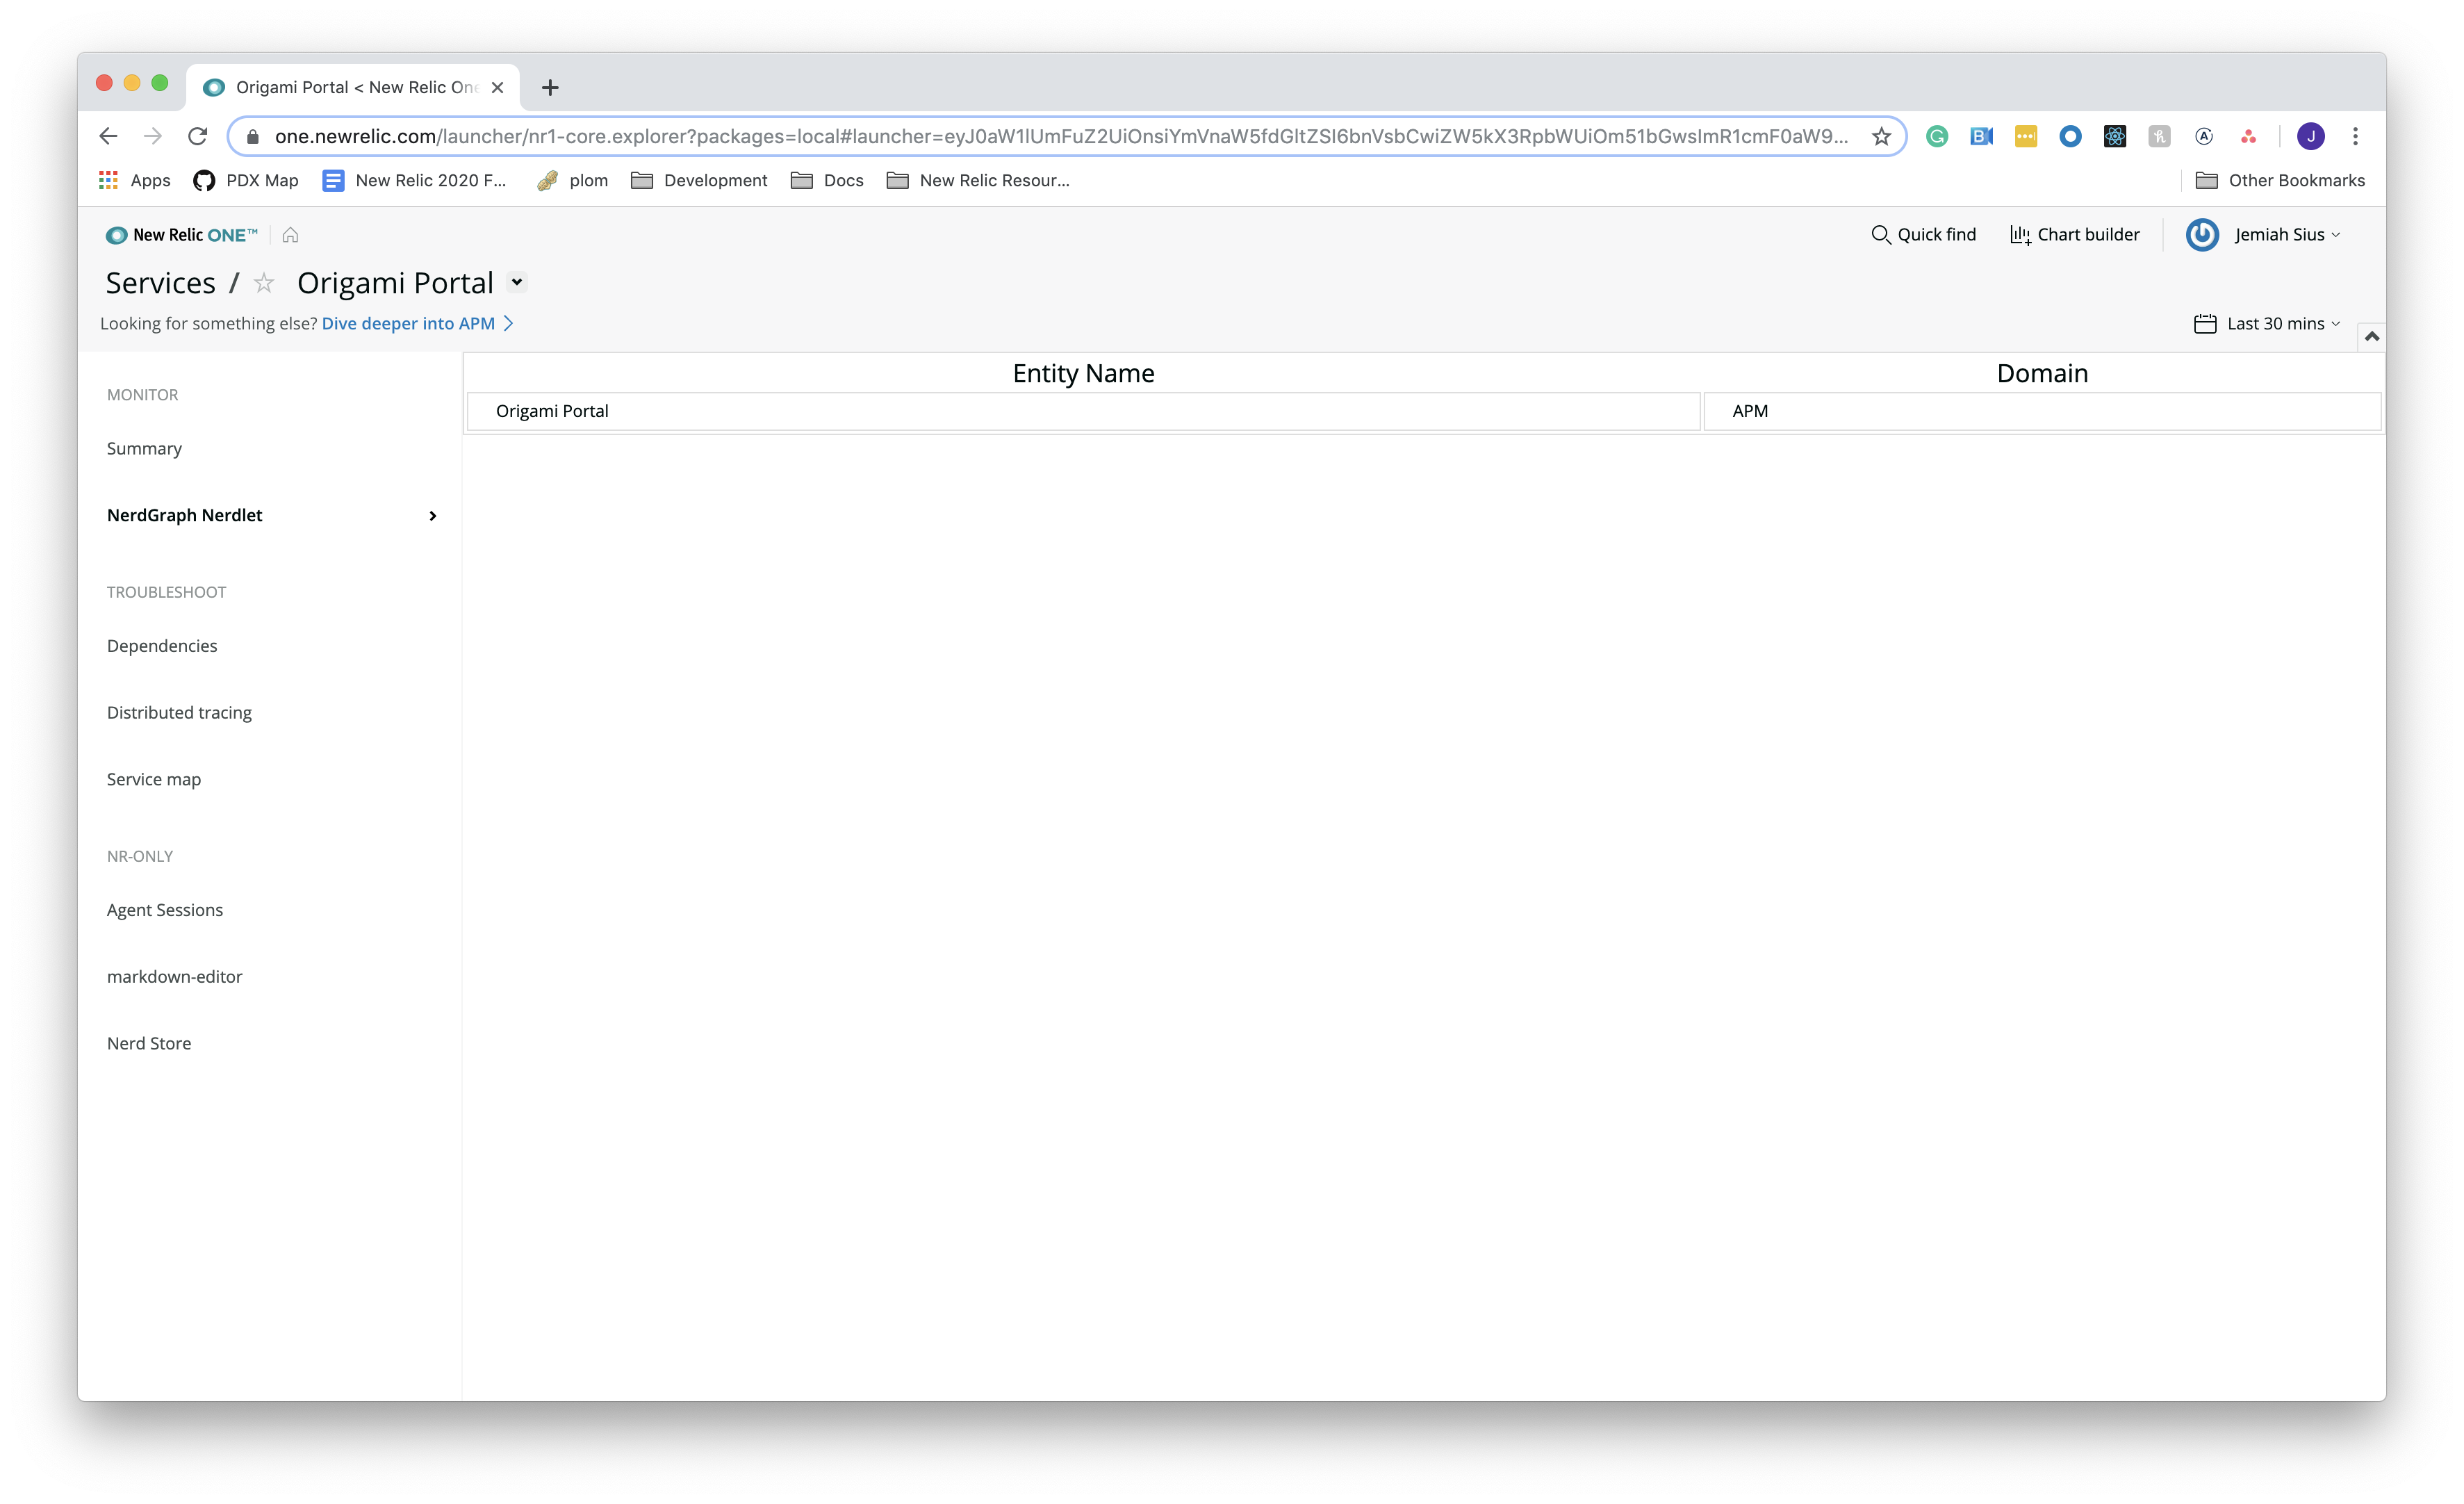 Origami Portal < New Relic One
one.newrelic.com/launcher/nr1-core.explorer?packages=local#launcher=eyJ0aW1lUmFuZ2UiOnsiYmVnaW5fdGltZSI6bnVsbCwiZW5kX3RpbWUiOm51bGwsImR1cmF0aW9...
J
Apps
PDX Map
New Relic 2020 F...
plom
Development
Docs
New Relic Resour...
Other Bookmarks
New Relic ONE™
Quick find
Chart builder
Jemiah Sius
Services / Origami Portal
Looking for something else? Dive deeper into APM
Last 30 mins
MONITOR
Summary
NerdGraph Nerdlet
TROUBLESHOOT
Dependencies
Distributed tracing
Service map
NR-ONLY
Agent Sessions
markdown-editor
Nerd Store
Entity Name
Domain
Origami Portal
APM